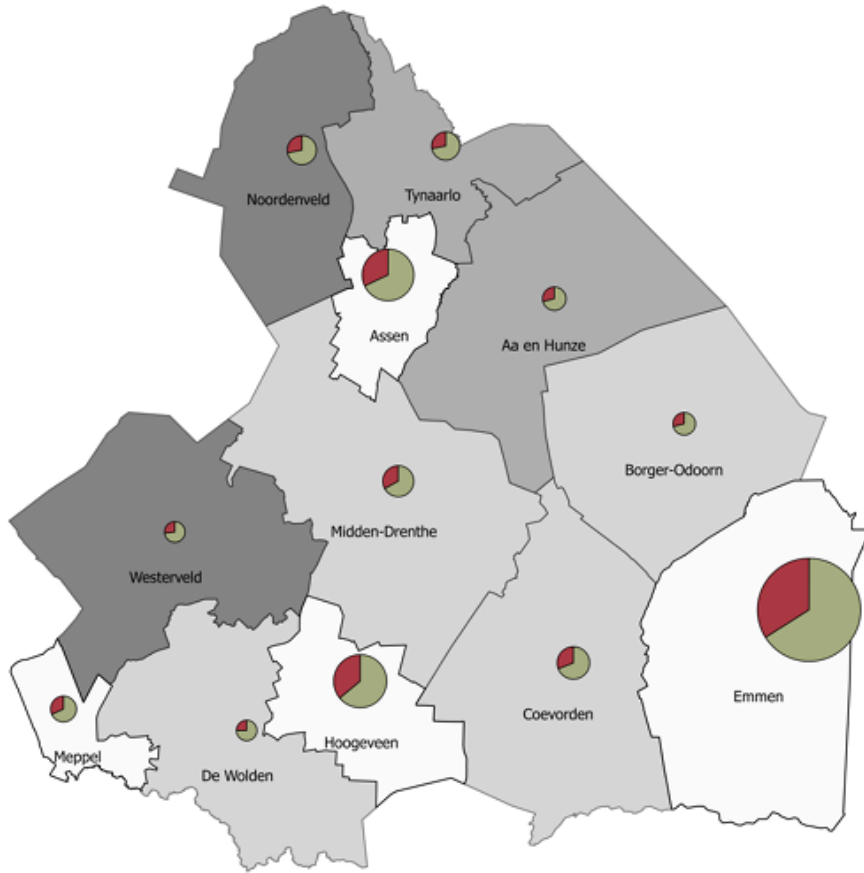 Noordenveld
Tynaarlo
Assen
Aa en Hunze
Borger-Odoorn
Midden-Drenthe
Westerveld
Emmen
Coevorden
Hoogeveen
Meppel
De Wolden